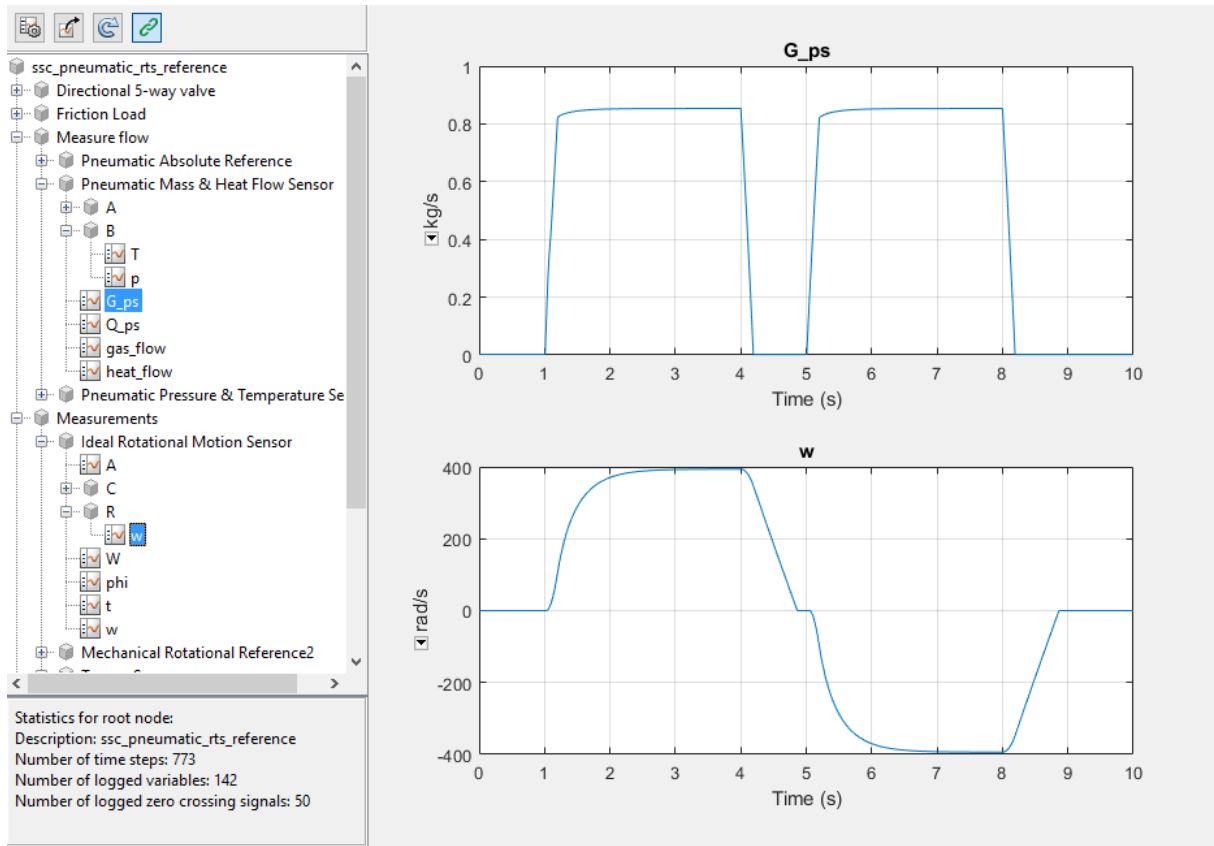 ssc_pneumatic_rts_reference
Directional 5-way valve
Friction Load
Measure flow
Pneumatic Absolute Reference
Pneumatic Mass & Heat Flow Sensor
A
B
T
p
G_ps
Q_ps
gas_flow
heat_flow
Pneumatic Pressure & Temperature Se
Measurements
Ideal Rotational Motion Sensor
A
C
R
w
W
phi
t
w
Mechanical Rotational Reference2
Statistics for root node:
Description: ssc_pneumatic_rts_reference
Number of time steps: 773
Number of logged variables: 142
Number of logged zero crossing signals: 50
G_ps
1
0.8
0.6
0.4
0.2
0
kg/s
0 1 2 3 4 5 6 7 8 9 10
Time (s)
w
400
200
0
-200
-400
rad/s
0 1 2 3 4 5 6 7 8 9 10
Time (s)